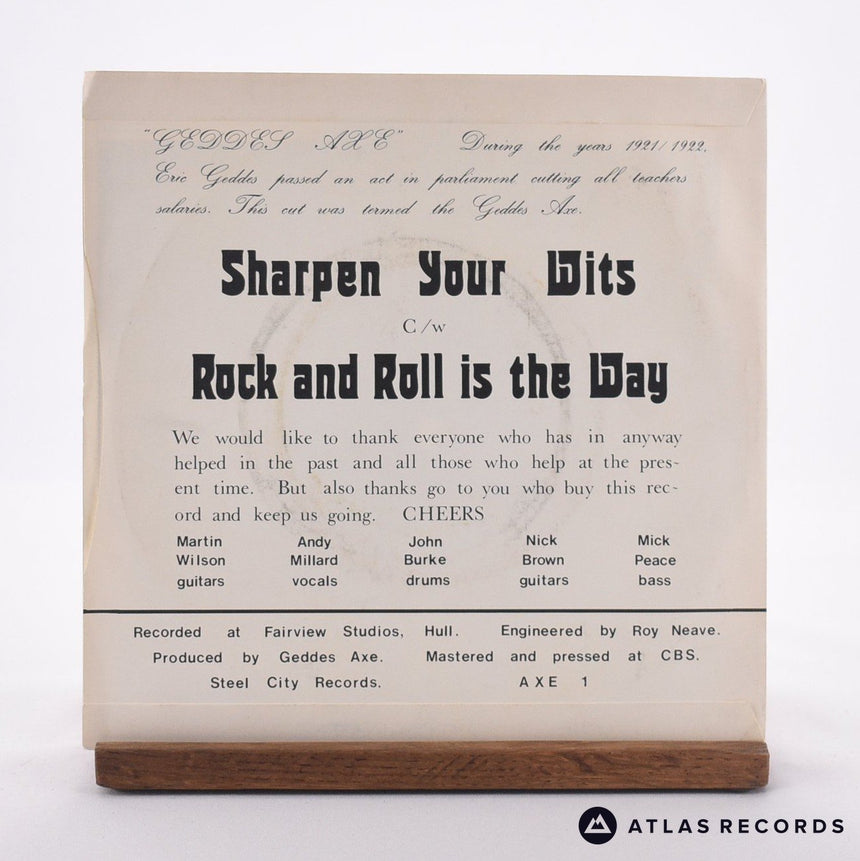 "GEDDES AXE" During the years 1921/1922,
Eric Geddes passed an act in parliament cutting all teachers
salaries. This cut was termed the Geddes Axe.
Sharpen Your Wits
C/w
Rock and Roll is the Way
We would like to thank everyone who has in anyway
helped in the past and all those who help at the pres-
ent time. But also thanks go to you who buy this rec-
ord and keep us going. CHEERS
Martin Andy John Nick Mick
Wilson Millard Burke Brown Peace
guitars vocals drums guitars bass
Recorded at Fairview Studios, Hull. Engineered by Roy Neave.
Produced by Geddes Axe. Mastered and pressed at CBS.
Steel City Records. AXE 1
ATLAS RECORDS